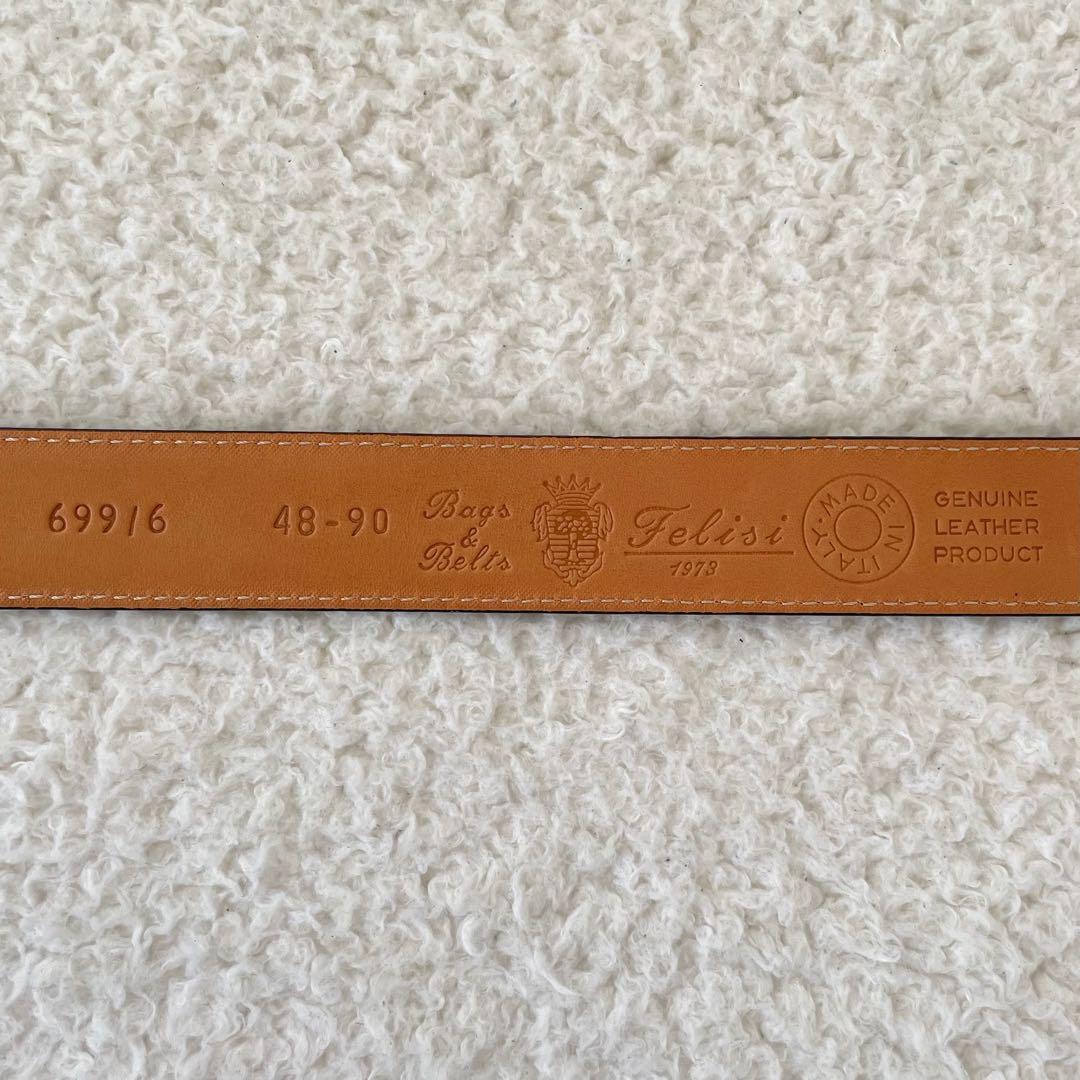 699/6
48-90
Bags
&
Belts
Felisi
1973
MADE IN ITALY
GENUINE
LEATHER
PRODUCT